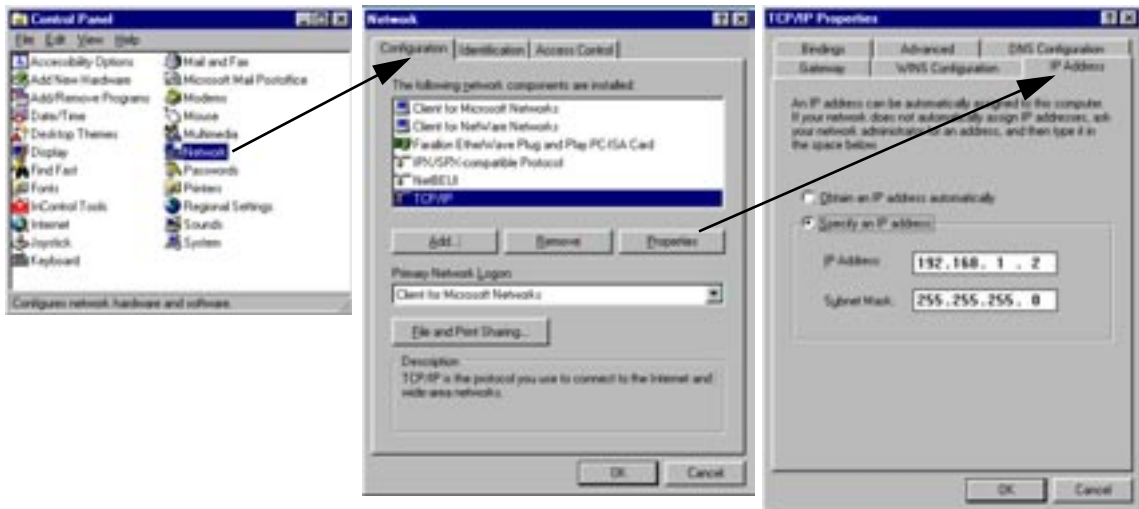 Control Panel
File Edit View Help
Accessibility Options
Add New Hardware
Add/Remove Programs
Date/Time
Desktop Themes
Display
Find Fast
Fonts
InControl Tools
Internet
Joystick
Keyboard
Mail and Fax
Microsoft Mail Postoffice
Modems
Mouse
Multimedia
Network
Passwords
Printers
Regional Settings
Sounds
System
Configures network hardware and software.
Network
Configuration Identification Access Control
The following network components are installed:
Client for Microsoft Networks
Client for NetWare Networks
Farallon EtherWave Plug and Play PC-ISA Card
IPX/SPX-compatible Protocol
NetBEUI
TCP/IP
Add... Remove Properties
Primary Network Logon:
Client for Microsoft Networks
File and Print Sharing...
Description
TCP/IP is the protocol you use to connect to the Internet and
wide-area networks.
OK Cancel
TCP/IP Properties
Bindings Advanced DNS Configuration
Gateway WINS Configuration IP Address
An IP address can be automatically assigned to this computer.
If your network does not automatically assign IP addresses, ask
your network administrator for an address, and then type it in
the space below.
Obtain an IP address automatically
Specify an IP address:
IP Address: 192.168. 1 . 2
Subnet Mask: 255.255.255. 0
OK Cancel